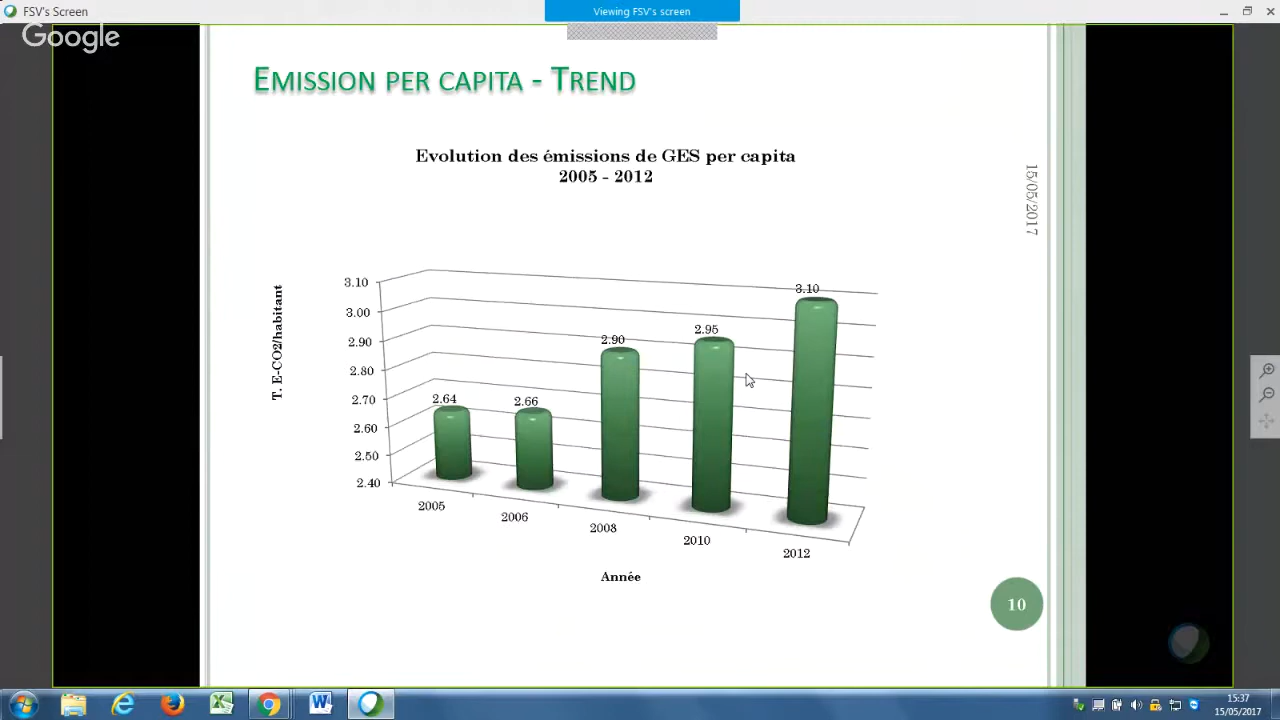 FSV's Screen
Viewing FSV's screen
Google
EMISSION PER CAPITA - TREND
Evolution des émissions de GES per capita
2005 - 2012
15/05/2017
T. E-CO2/habitant
3.10
3.00
2.90
2.80
2.70
2.60
2.50
2.40
2.64
2.66
2.90
2.95
3.10
2005
2006
2008
2010
2012
Année
10
15:37
15/05/2017